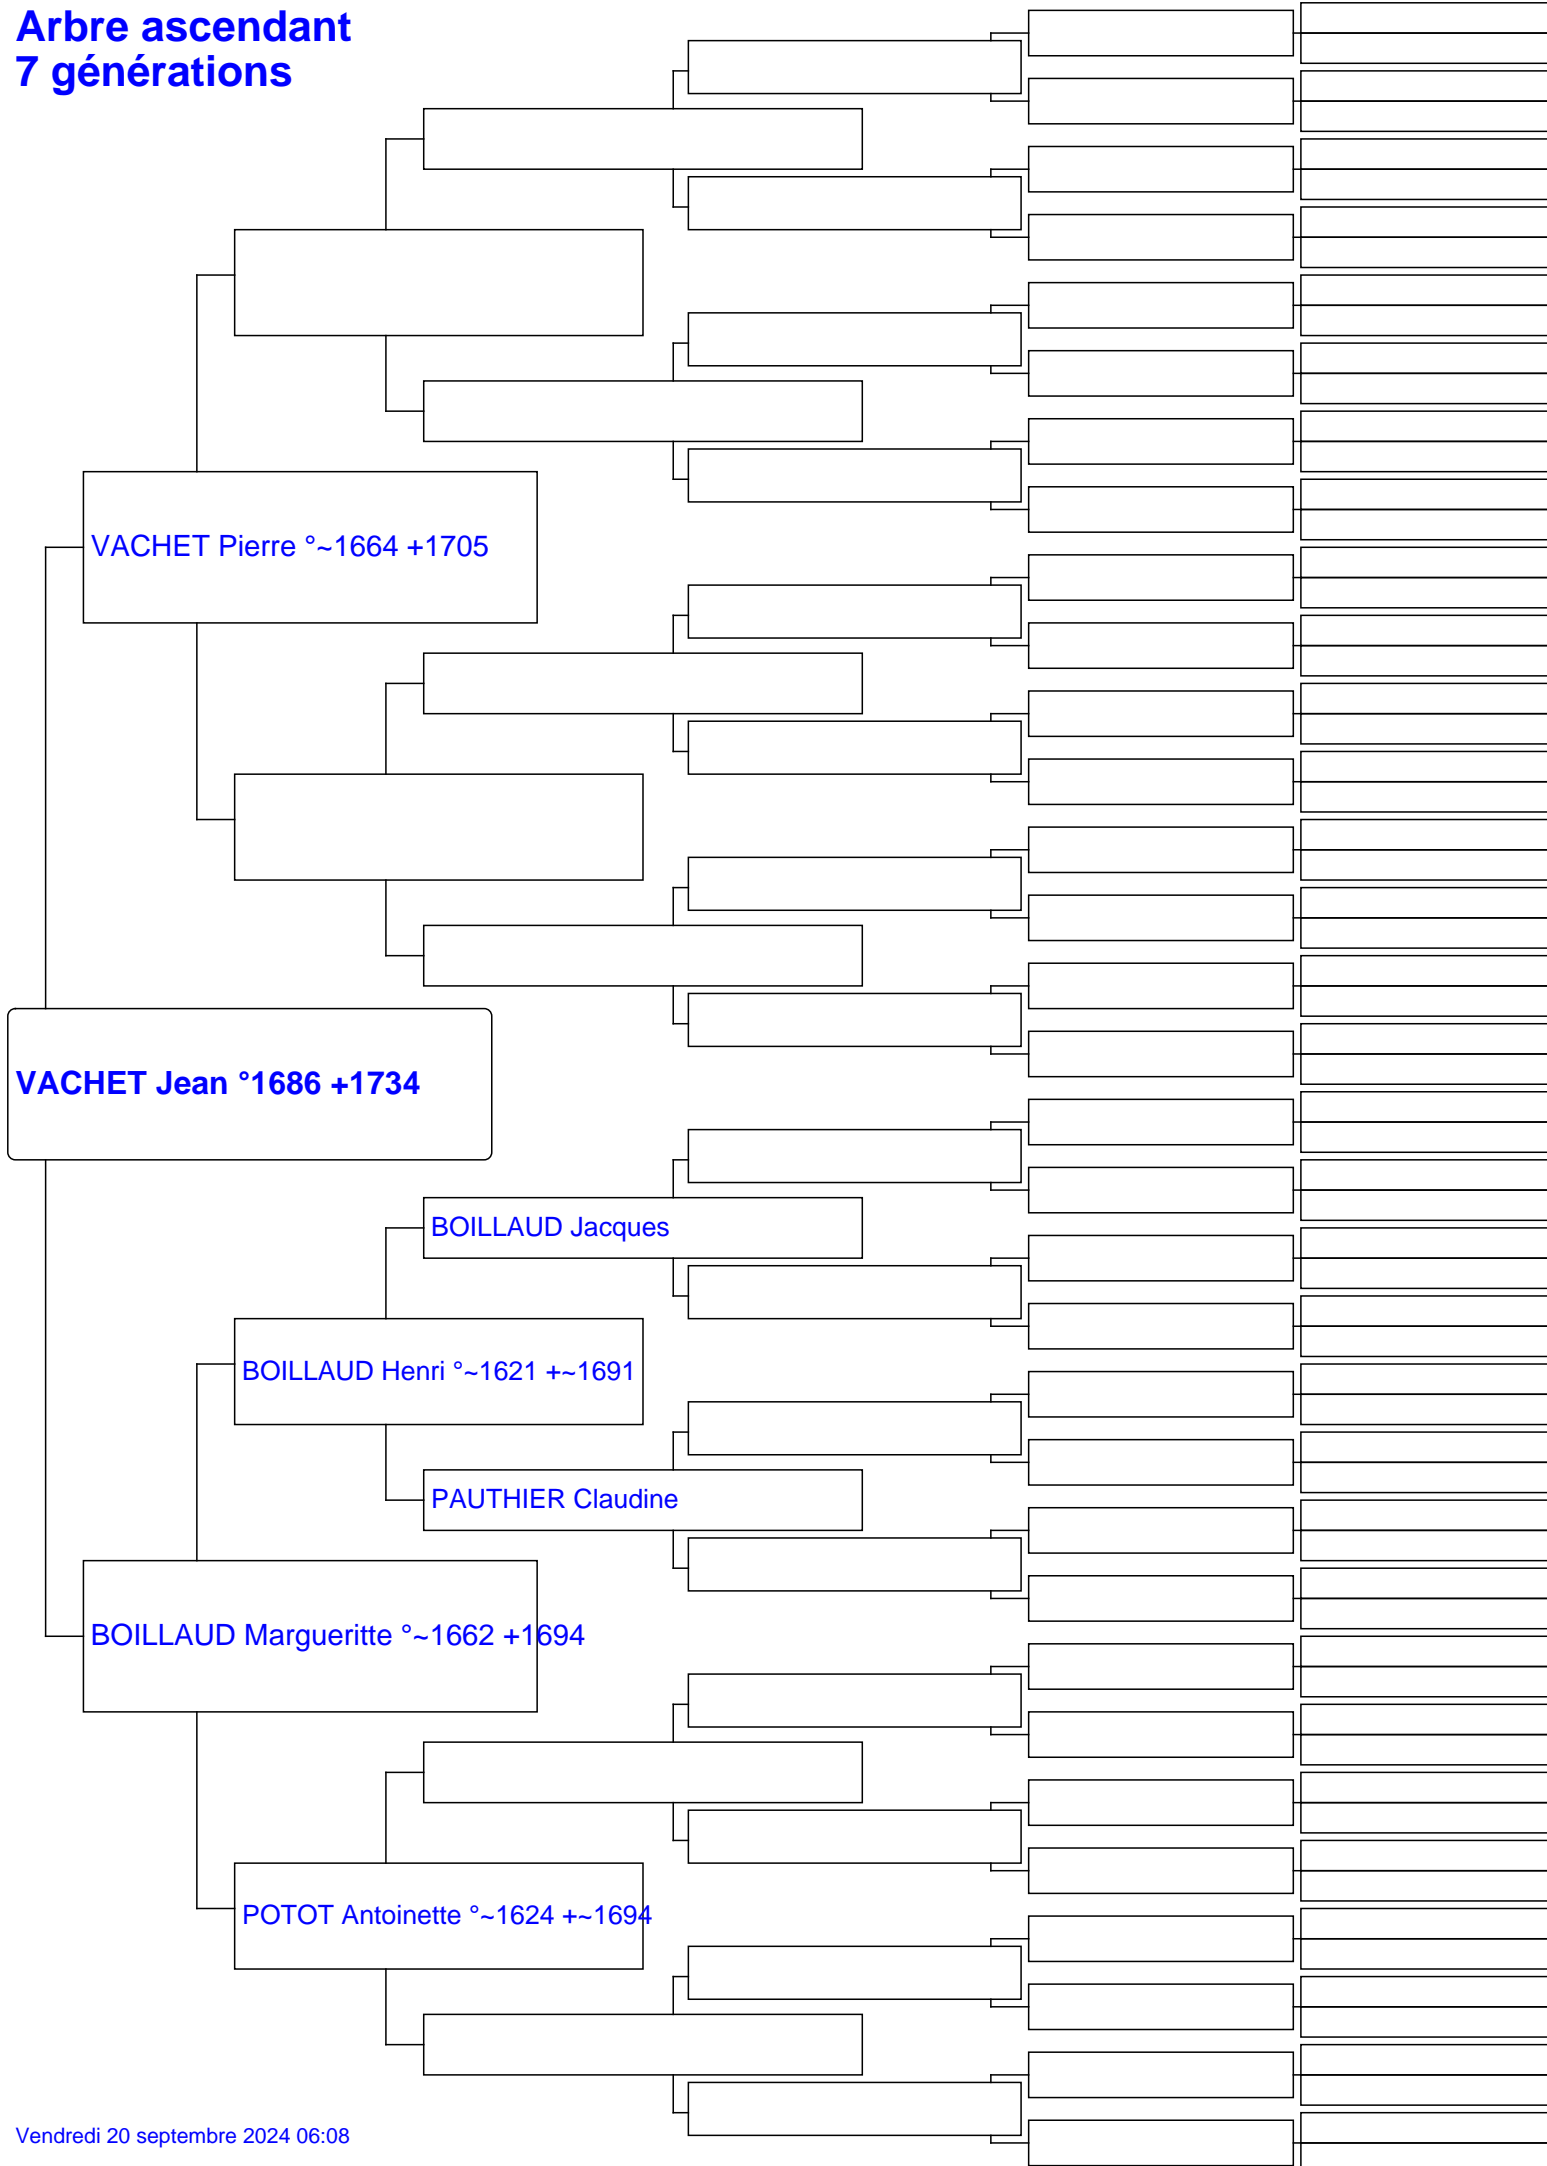 Arbre ascendant
7 générations
VACHET Pierre °~1664 +1705
VACHET Jean °1686 +1734
BOILLAUD Jacques
BOILLAUD Henri °~1621 +~1691
PAUTHIER Claudine
BOILLAUD Margueritte °~1662 +1694
POTOT Antoinette °~1624 +~1694
Vendredi 20 septembre 2024 06:08